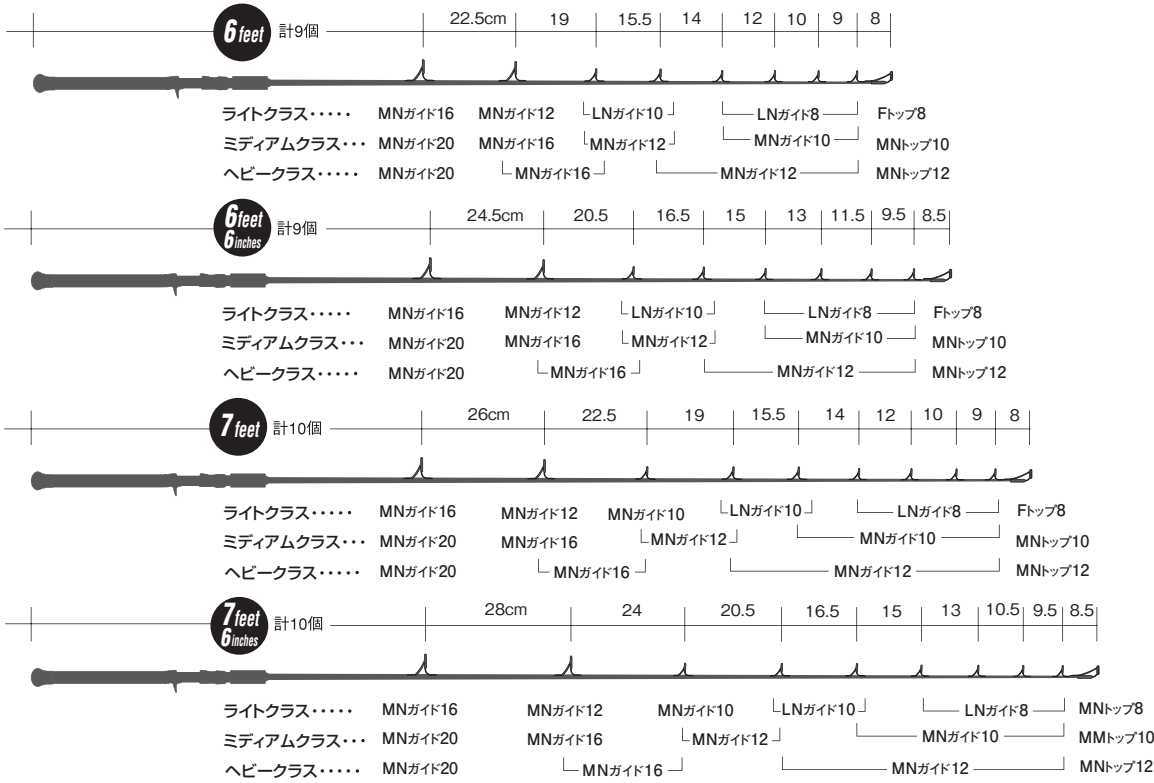 22.5cm 19 15.5 14 12 10 9 8
6 feet 計9個
ライトクラス・・・・・ MNガイド16 MNガイド12 LNガイド10 LNガイド8 Fトップ8
ミディアムクラス・・・ MNガイド20 MNガイド16 MNガイド12 MNガイド10 MNトップ10
ヘビークラス・・・・・ MNガイド20 MNガイド16 MNガイド12 MNトップ12
24.5cm 20.5 16.5 15 13 11.5 9.5 8.5
6 feet 計9個
6 inches
ライトクラス・・・・・ MNガイド16 MNガイド12 LNガイド10 LNガイド8 Fトップ8
ミディアムクラス・・・ MNガイド20 MNガイド16 MNガイド12 MNガイド10 MNトップ10
ヘビークラス・・・・・ MNガイド20 MNガイド16 MNガイド12 MNトップ12
26cm 22.5 19 15.5 14 12 10 9 8
7 feet 計10個
ライトクラス・・・・・ MNガイド16 MNガイド12 MNガイド10 LNガイド10 LNガイド8 Fトップ8
ミディアムクラス・・・ MNガイド20 MNガイド16 MNガイド12 MNガイド10 MNトップ10
ヘビークラス・・・・・ MNガイド20 MNガイド16 MNガイド12 MNトップ12
28cm 24 20.5 16.5 15 13 10.5 9.5 8.5
7 feet 計10個
6 inches
ライトクラス・・・・・ MNガイド16 MNガイド12 MNガイド10 LNガイド10 LNガイド8 MNトップ8
ミディアムクラス・・・ MNガイド20 MNガイド16 MNガイド12 MNガイド10 MMトップ10
ヘビークラス・・・・・ MNガイド20 MNガイド16 MNガイド12 MNトップ12